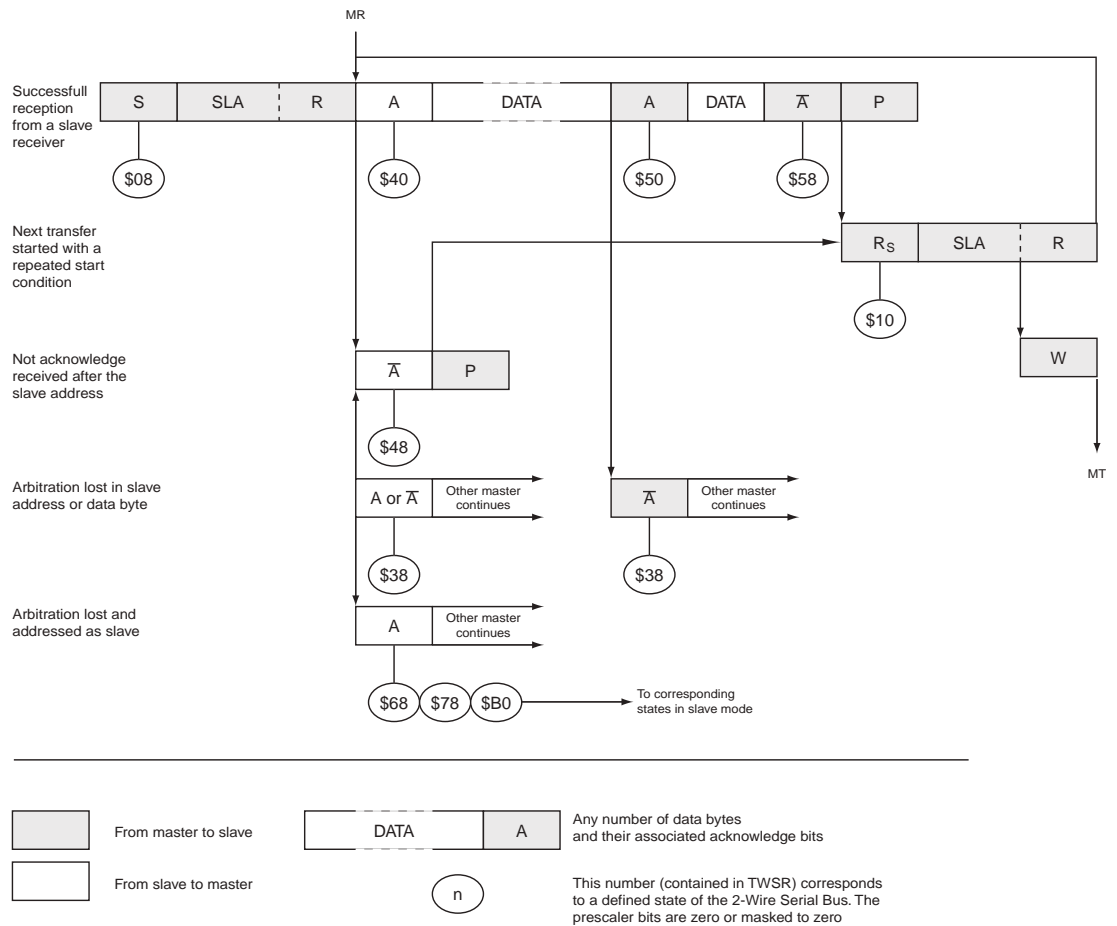 MR
Successfull
reception
from a slave
receiver
S SLA R A DATA A DATA A̅ P
$08 $40 $50 $58
Next transfer
started with a
repeated start
condition
RS SLA R
$10
Not acknowledge
received after the
slave address
A̅ P
W
$48
MT
Arbitration lost in slave
address or data byte
A or A̅ Other master
continues
A̅ Other master
continues
$38 $38
Arbitration lost and
addressed as slave
A Other master
continues
$68 $78 $B0
To corresponding
states in slave mode
From master to slave
DATA A
Any number of data bytes
and their associated acknowledge bits
From slave to master
n
This number (contained in TWSR) corresponds
to a defined state of the 2-Wire Serial Bus. The
prescaler bits are zero or masked to zero